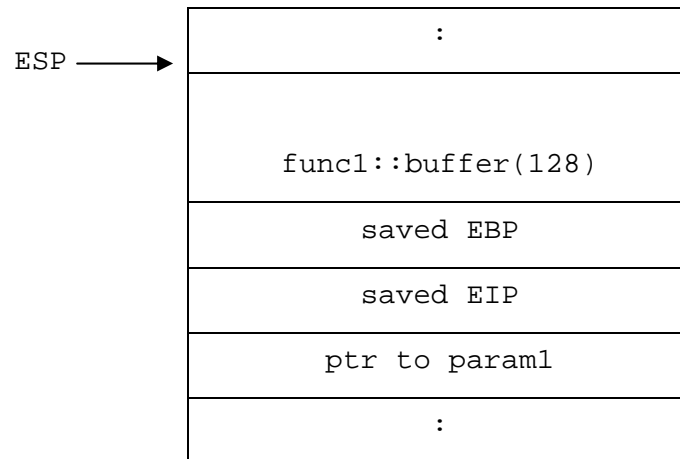 :
ESP
func1::buffer(128)
saved EBP
saved EIP
ptr to param1
: